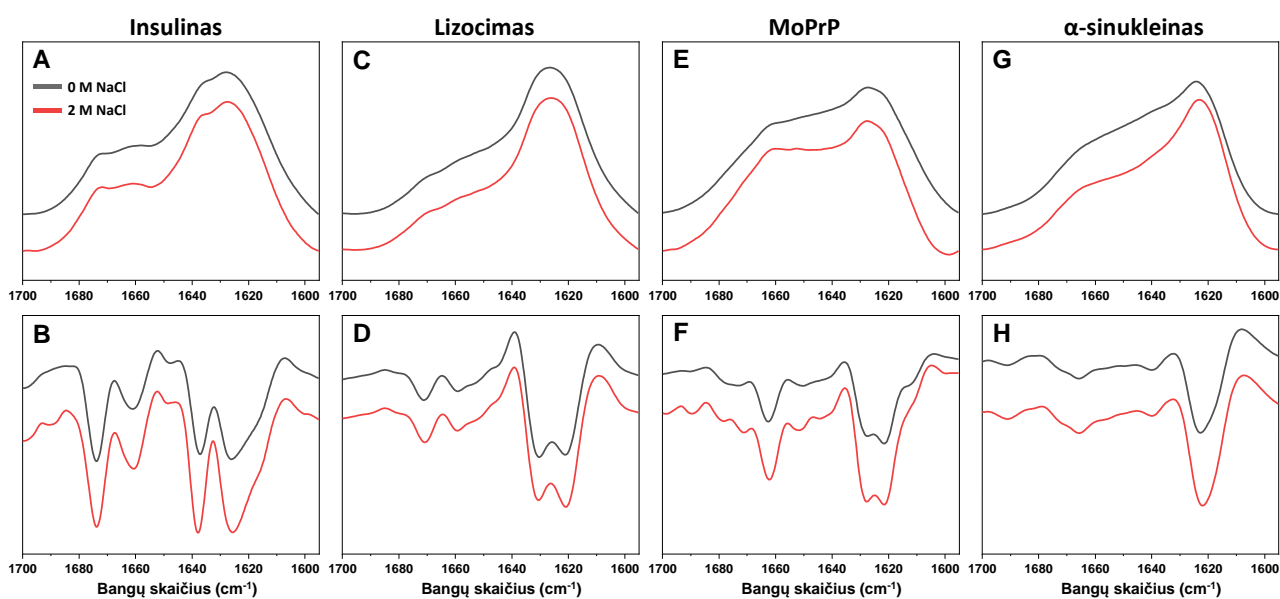 Insulinas Lizocimas MoPrP α-sinukleinas
A C E G
0 M NaCl
2 M NaCl
1700 1680 1660 1640 1620 1600 1700 1680 1660 1640 1620 1600 1700 1680 1660 1640 1620 1600 1700 1680 1660 1640 1620 1600
B D F H
1700 1680 1660 1640 1620 1600 1700 1680 1660 1640 1620 1600 1700 1680 1660 1640 1620 1600 1700 1680 1660 1640 1620 1600
Bangų skaičius (cm⁻¹) Bangų skaičius (cm⁻¹) Bangų skaičius (cm⁻¹) Bangų skaičius (cm⁻¹)